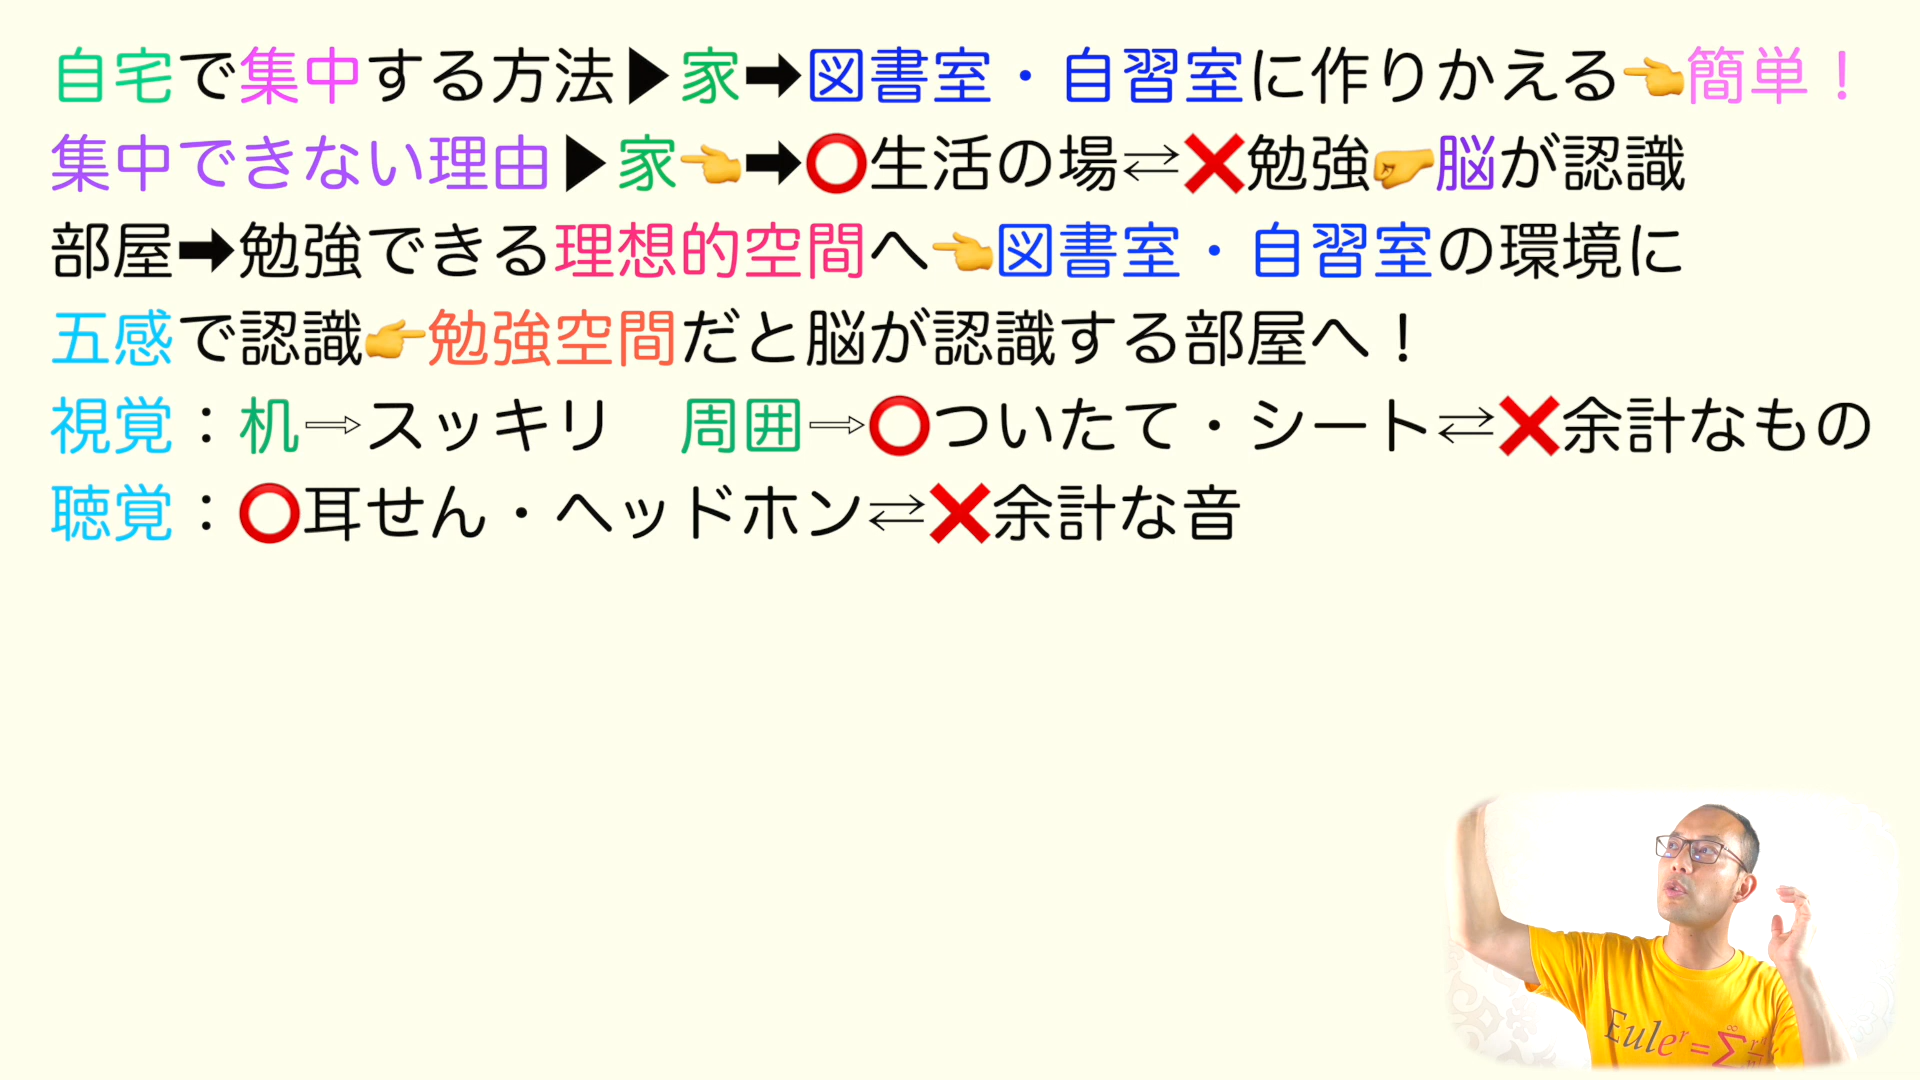 自宅で集中する方法▶家➡図書室・自習室に作りかえる👈簡単！
集中できない理由▶家👈➡⭕生活の場⇄❌勉強🤛脳が認識
部屋➡勉強できる理想的空間へ👈図書室・自習室の環境に
五感で認識👉勉強空間だと脳が認識する部屋へ！
視覚：机⇨スッキリ　周囲⇨⭕ついたて・シート⇄❌余計なもの
聴覚：⭕耳せん・ヘッドホン⇄❌余計な音